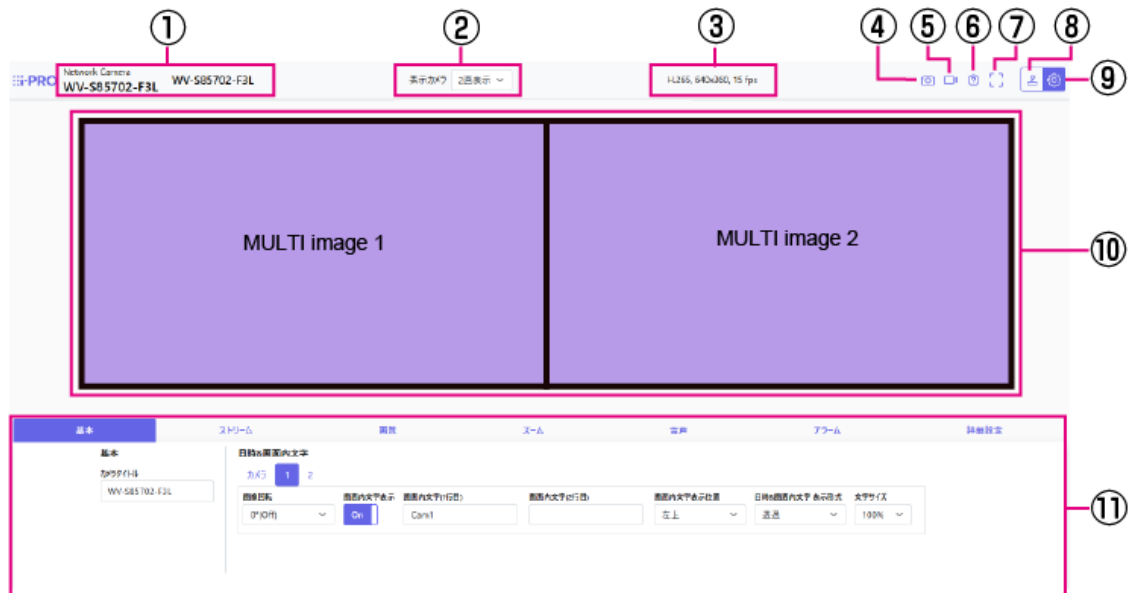 ① ② ③ ④ ⑤ ⑥ ⑦ ⑧
i-PRO Network Camera WV-S85702-F3L 表示カメラ 2画表示 H.265, 640x360, 15 fps
WV-S85702-F3L
⑨
MULTI image 1 MULTI image 2
⑩
基本 ストリーム 画質 ズーム 音声 アラーム 詳細設定
基本 日時&画面内文字
カメラタイトル カメラ 1 2
WV-S85702-F3L 画像回転 画面内文字表示 画面内文字(1行目) 画面内文字(2行目) 画面内文字表示位置 日時&画面内文字 表示形式 文字サイズ
0°(Off) On Cam1 左上 透過 100%
⑪